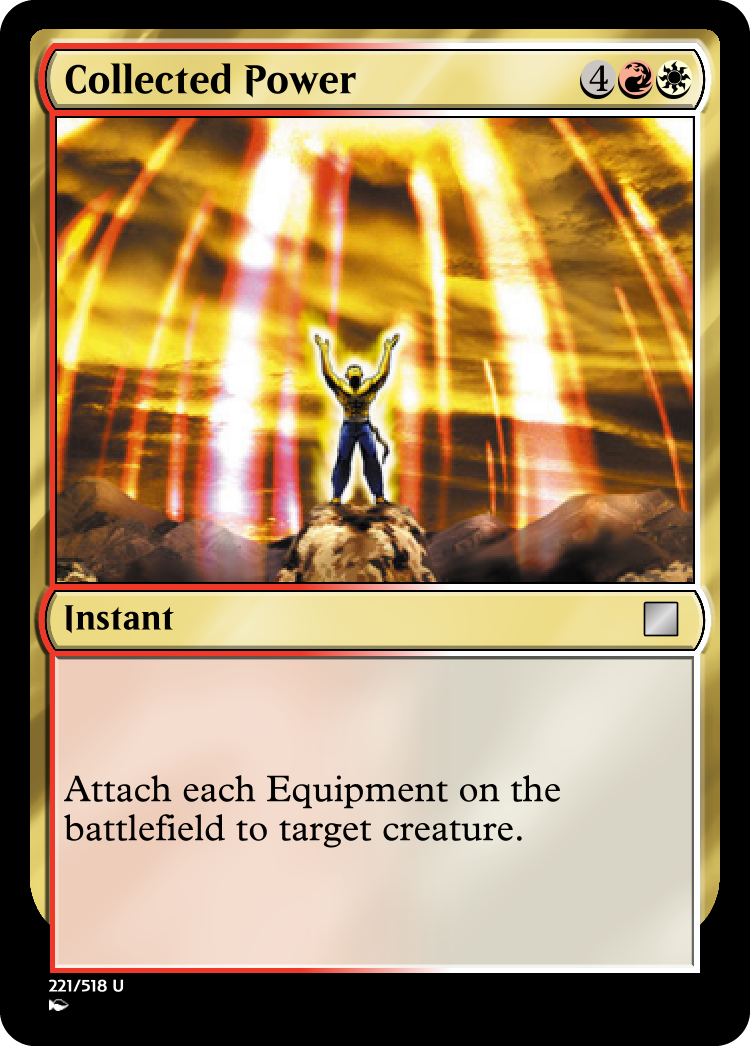 Collected Power 4
Instant
Attach each Equipment on the
battlefield to target creature.
221/518 U